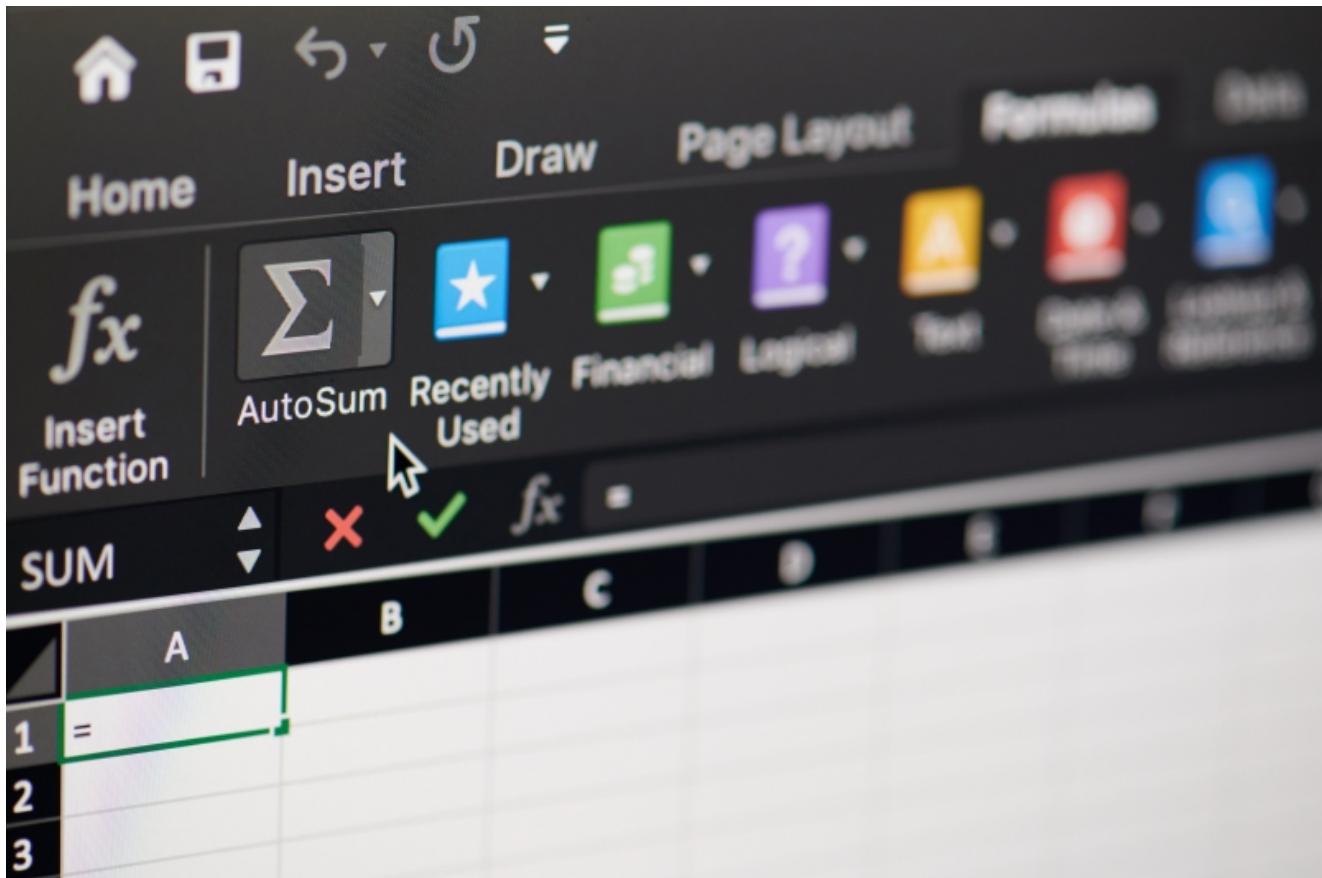 Home
Insert
Draw
Page Layout
Formulas
Data
fx
Σ
?
A
AutoSum
Recently
Used
Financial
Logical
Text
Insert
Function
SUM
fx
=
A
B
C
D
E
F
1
=
2
3